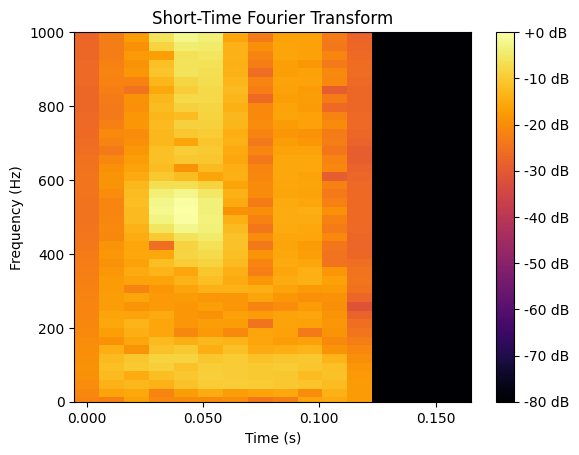 Short-Time Fourier Transform
1000
800
600
400
200
0
Frequency (Hz)
0.000
0.050
0.100
0.150
Time (s)
+0 dB
-10 dB
-20 dB
-30 dB
-40 dB
-50 dB
-60 dB
-70 dB
-80 dB